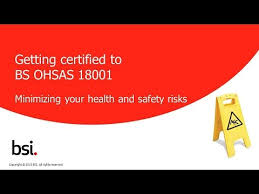 Getting certified to
BS OHSAS 18001
Minimizing your health and safety risks
bsi.